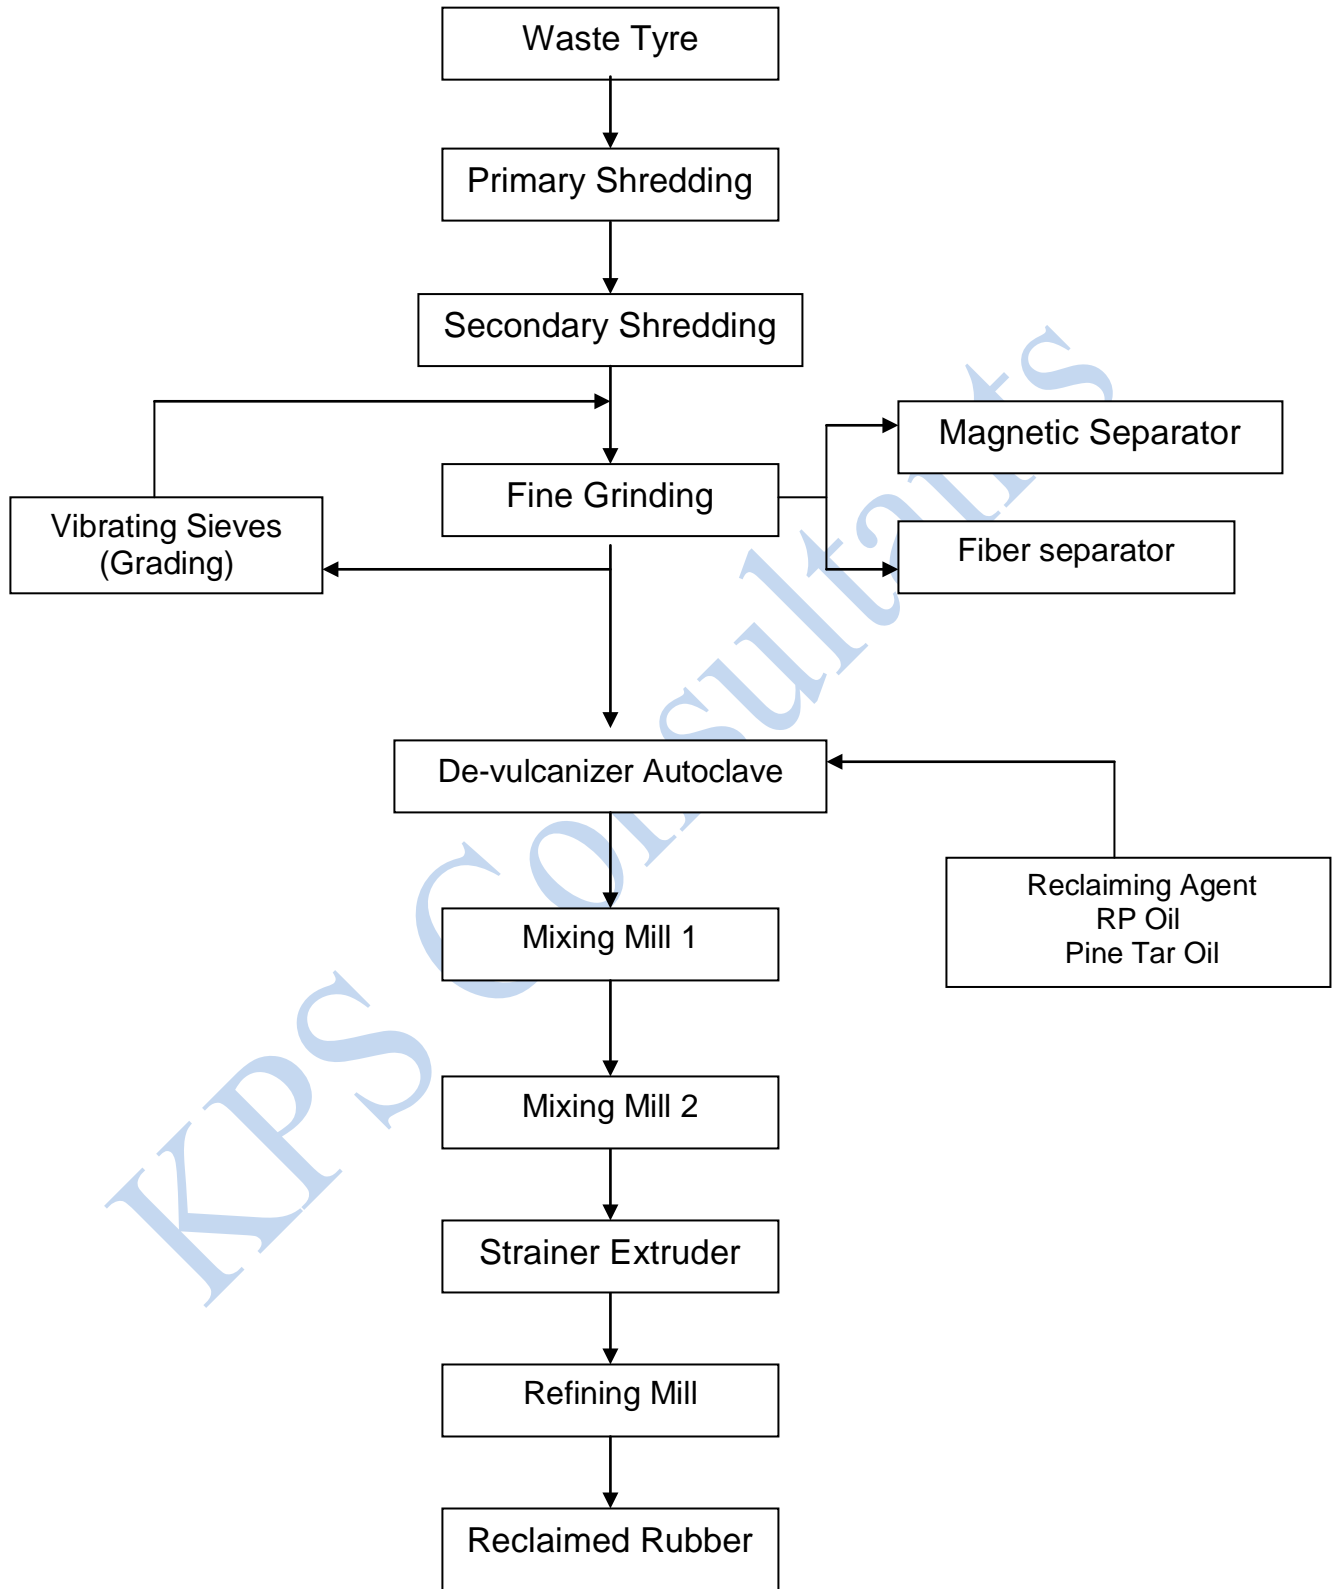 Waste Tyre
Primary Shredding
Secondary Shredding
Magnetic Separator
Fine Grinding
Vibrating Sieves
(Grading)
Fiber separator
De-vulcanizer Autoclave
Reclaiming Agent
RP Oil
Pine Tar Oil
Mixing Mill 1
Mixing Mill 2
Strainer Extruder
Refining Mill
Reclaimed Rubber
KPS Consultants